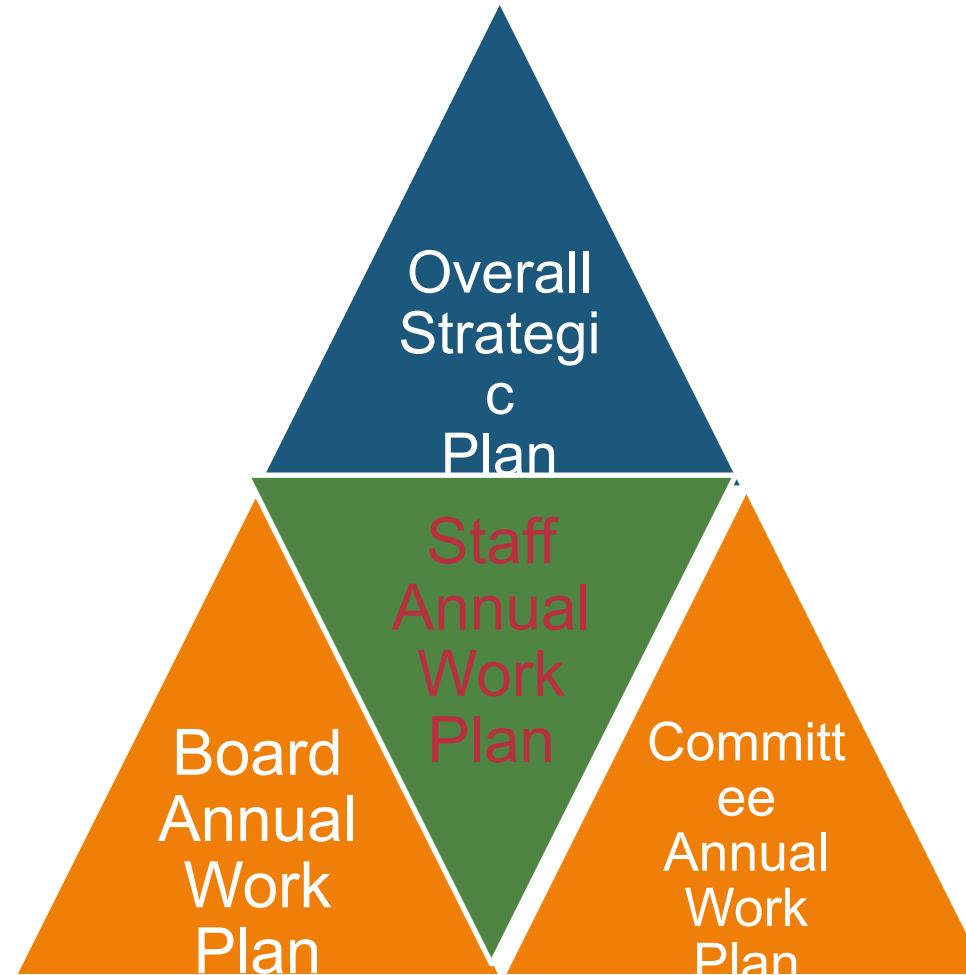 Overall
Strategi
c
Plan
Staff
Annual
Work
Plan
Board
Annual
Work
Plan
Committ
ee
Annual
Work
Plan